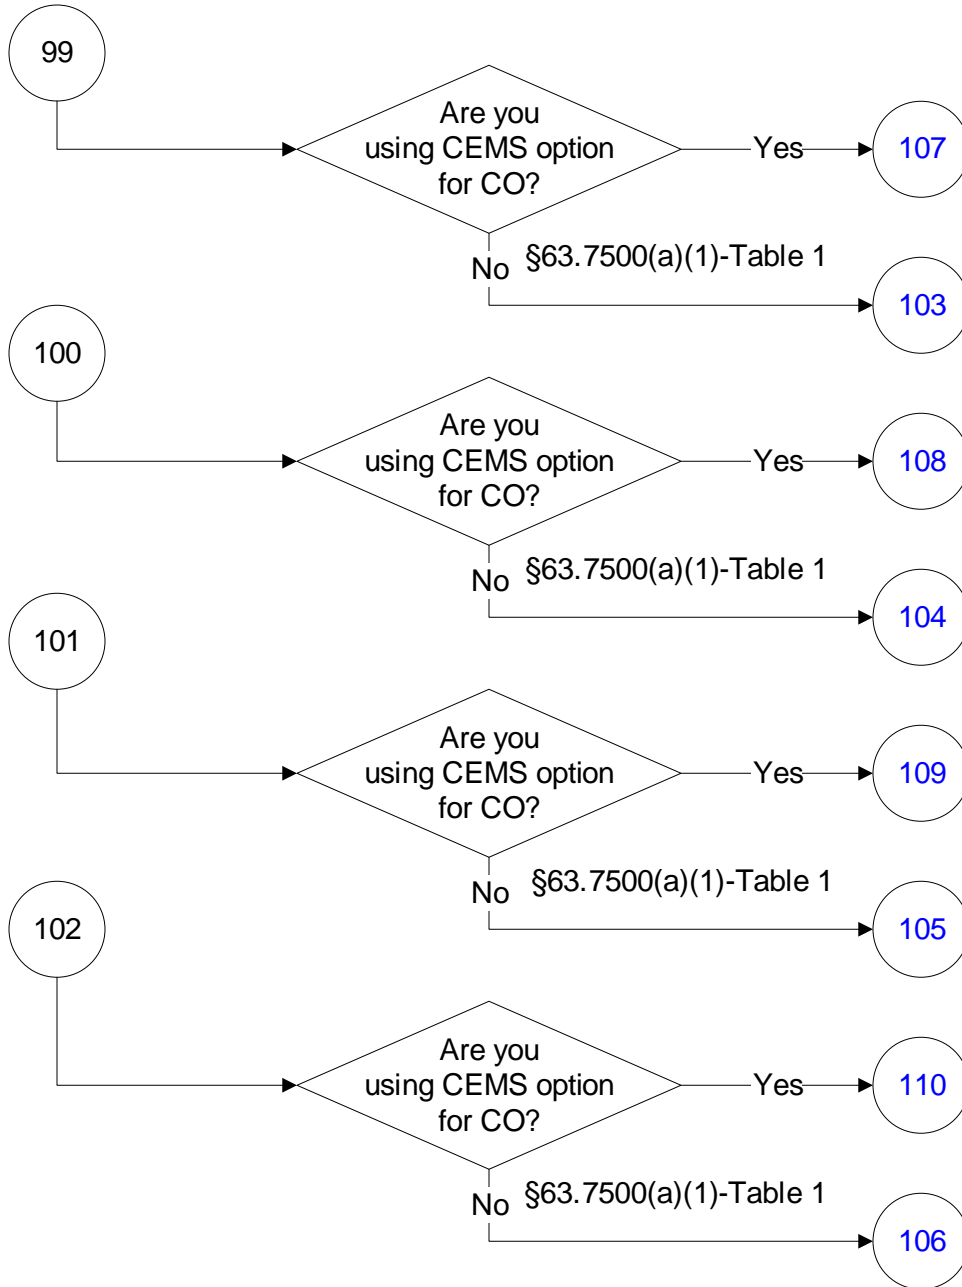 99
Are you
using CEMS option
for CO?
Yes
107
No
§63.7500(a)(1)-Table 1
103
100
Are you
using CEMS option
for CO?
Yes
108
No
§63.7500(a)(1)-Table 1
104
101
Are you
using CEMS option
for CO?
Yes
109
No
§63.7500(a)(1)-Table 1
105
102
Are you
using CEMS option
for CO?
Yes
110
No
§63.7500(a)(1)-Table 1
106